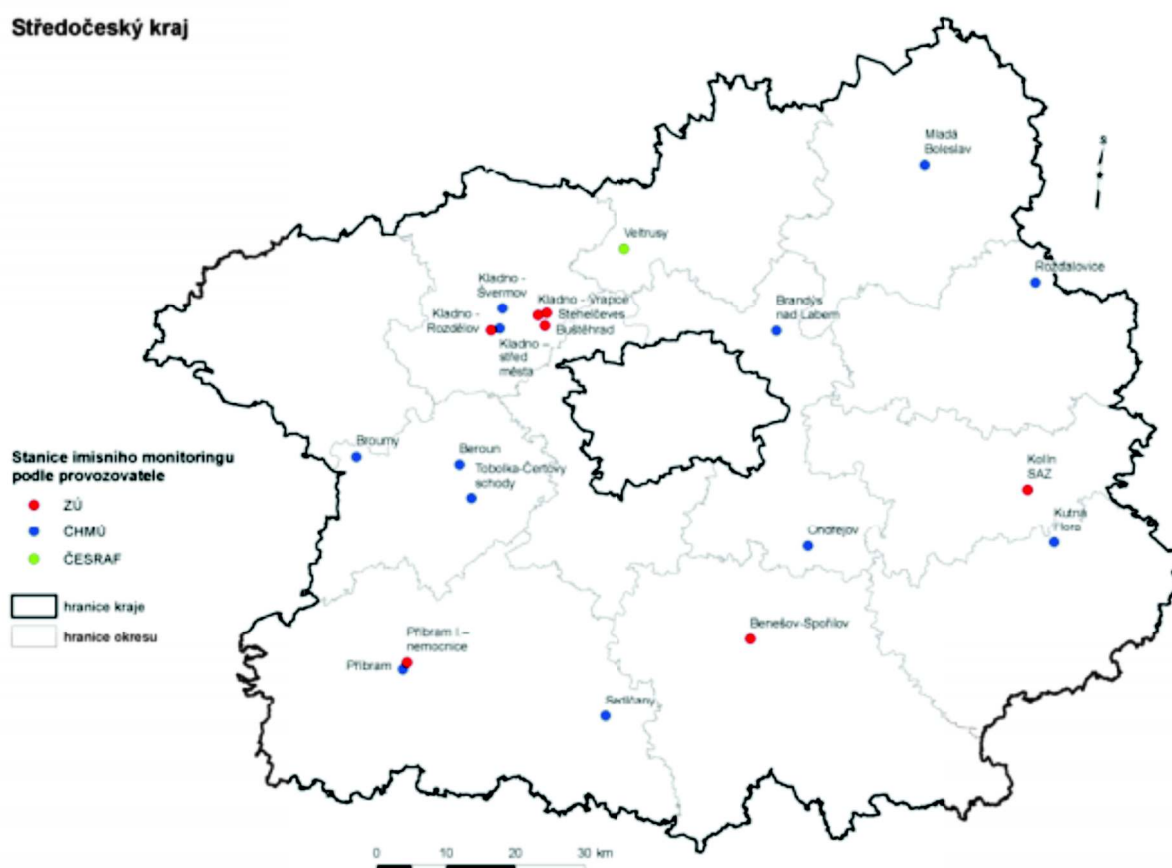 Středočeský kraj
Mladá
Boleslav
S
Veltrusy
Rožďalovice
Kladno -
Švermov
Kladno - Vrapce
Stehelčeves
Buštěhrad
Brandýs
nad Labem
Kladno -
Rozdělov
Kladno –
střed
města
Broumy
Beroun
Tobolka-Čertovy
schody
Kolín
SAZ
Kutná
Hora
Ondřejov
Stanice imisního monitoringu
podle provozovatele
ZÚ
ČHMÚ
ČESRAF
hranice kraje
hranice okresu
Příbram I. –
nemocnice
Příbram
Benešov-Spořilov
Sedlčany
0 10 20 30 km